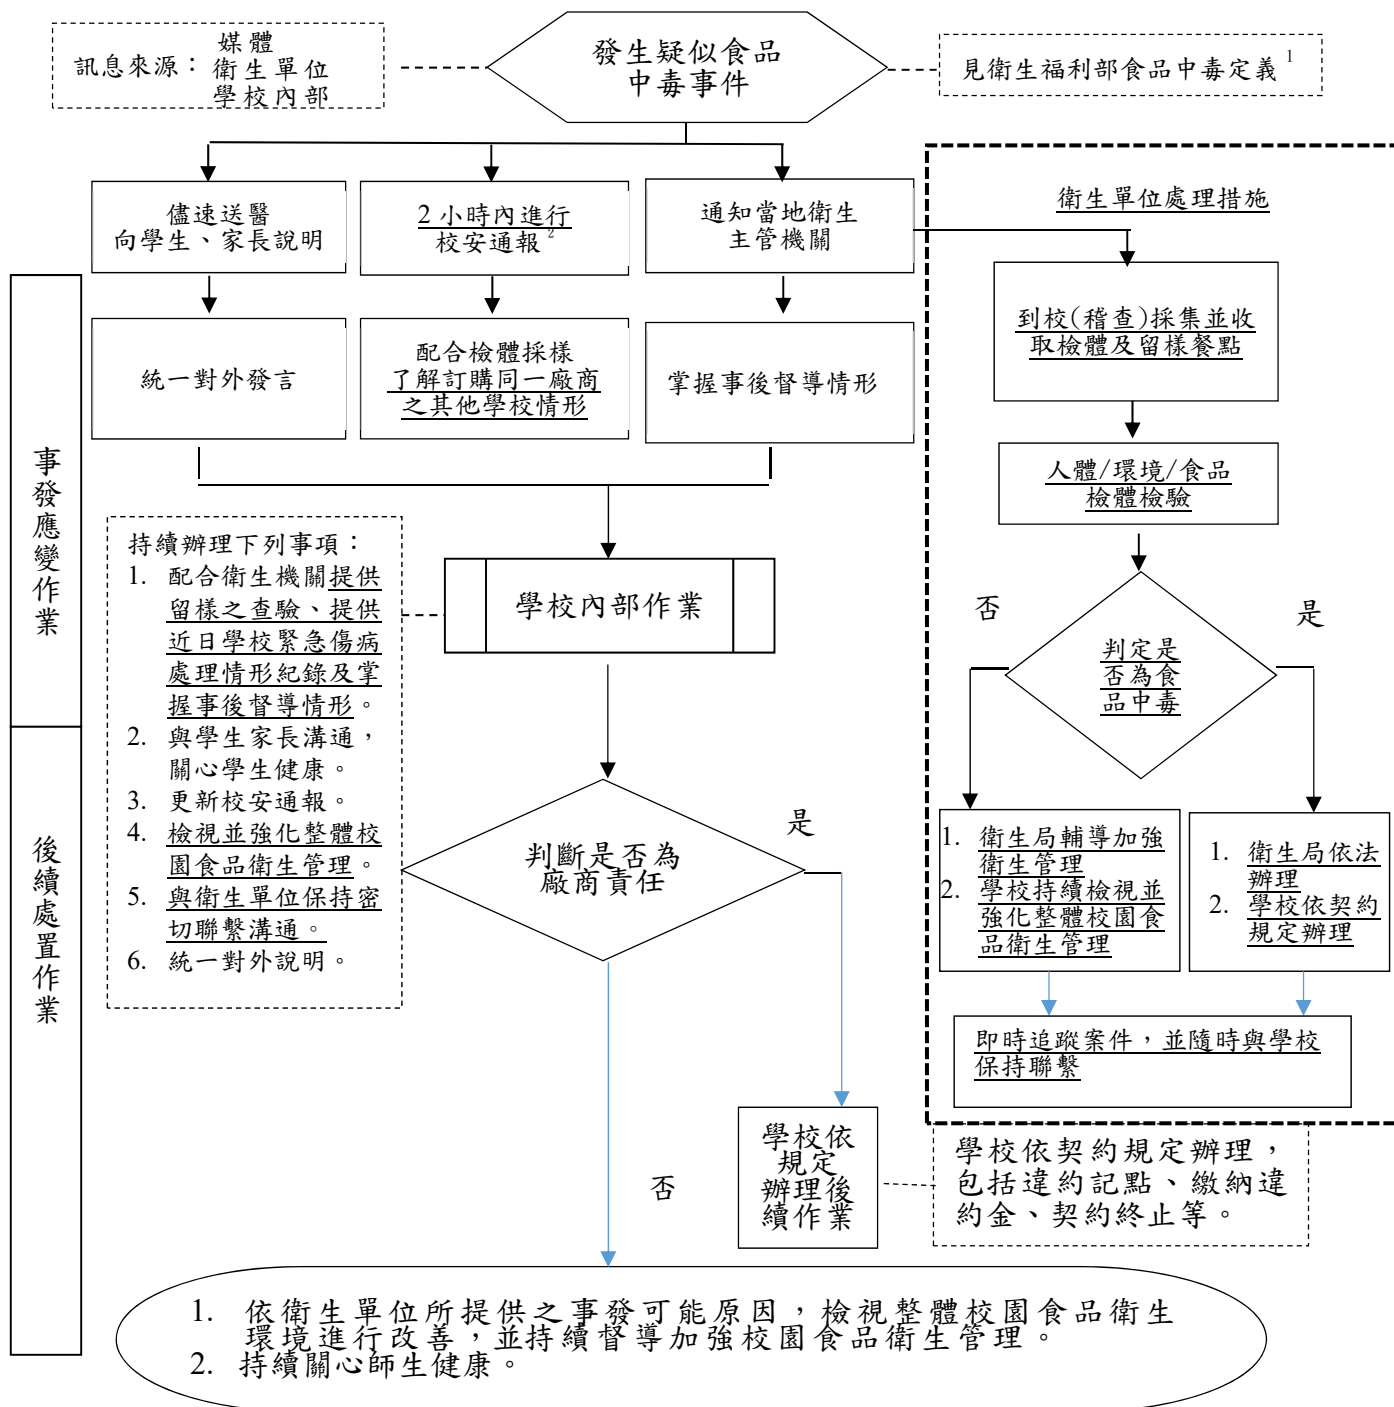 發生疑似食品
中毒事件
訊息來源：
媒體
衛生單位
學校內部
見衛生福利部食品中毒定義1
儘速送醫
向學生、家長說明
2小時內進行
校安通報2
通知當地衛生
主管機關
衛生單位處理措施
統一對外發言
配合檢體採樣
了解訂購同一廠商
之其他學校情形
掌握事後督導情形
到校(稽查)採集並收
取檢體及留樣餐點
人體/環境/食品
檢體檢驗
事發應變作業
持續辦理下列事項：
1. 配合衛生機關提供
留樣之查驗、提供
近日學校緊急傷病
處理情形紀錄及掌
握事後督導情形。
2. 與學生家長溝通，
關心學生健康。
3. 更新校安通報。
4. 檢視並強化整體校
園食品衛生管理。
5. 與衛生單位保持密
切聯繫溝通。
6. 統一對外說明。
學校內部作業
否
是
判定是
否為食
品中毒
後續處置作業
判斷是否為
廠商責任
是
1. 衛生局輔導加強
衛生管理
2. 學校持續檢視並
強化整體校園食
品衛生管理
1. 衛生局依法
辦理
2. 學校依契約
規定辦理
即時追蹤案件，並隨時與學校
保持聯繫
否
學校依
規定
辦理後
續作業
學校依契約規定辦理，
包括違約記點、繳納違
約金、契約終止等。
1. 依衛生單位所提供之事發可能原因，檢視整體校園食品衛生
環境進行改善，並持續督導加強校園食品衛生管理。
2. 持續關心師生健康。